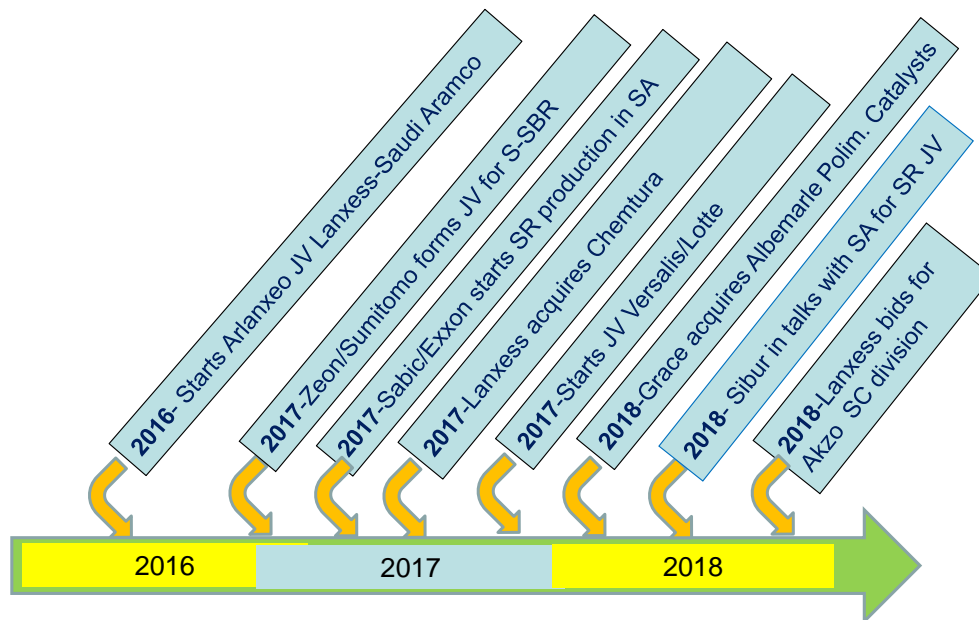 2016- Starts Arlanxeo JV Lanxess-Saudi Aramco
2017-Zeon/Sumitomo forms JV for S-SBR
2017-Sabic/Exxon starts SR production in SA
2017-Lanxess acquires Chemtura
2017-Starts JV Versalis/Lotte
2018-Grace acquires Albemarle Polim. Catalysts
2018- Sibur in talks with SA for SR JV
2018-Lanxess bids for
Akzo SC division
2016
2017
2018